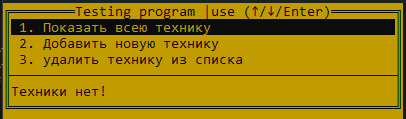 Testing program |use (↑/↓/Enter)
1. Показать всею технику
2. Добавить новую технику
3. удалить технику из списка
Техники нет!